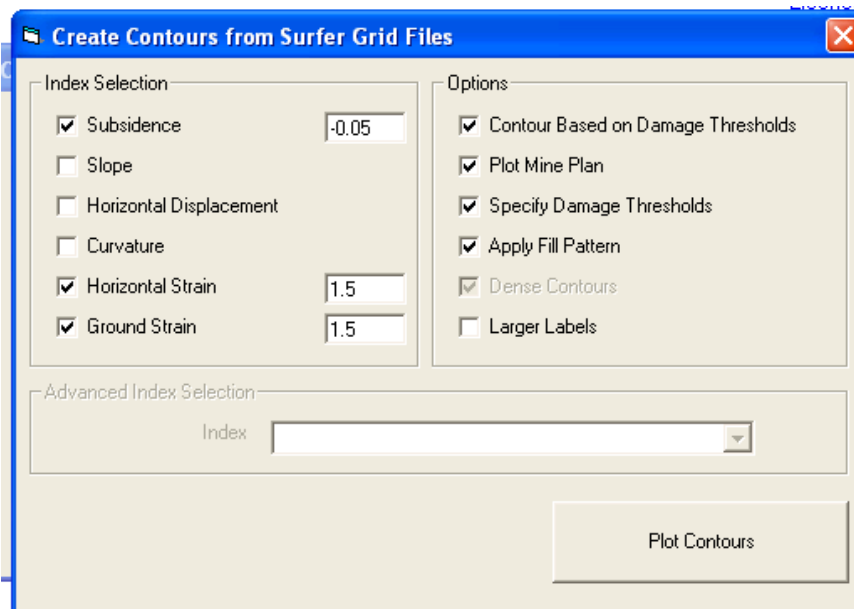 Create Contours from Surfer Grid Files
Index Selection
Subsidence -0.05
Slope
Horizontal Displacement
Curvature
Horizontal Strain 1.5
Ground Strain 1.5
Options
Contour Based on Damage Thresholds
Plot Mine Plan
Specify Damage Thresholds
Apply Fill Pattern
Dense Contours
Larger Labels
Advanced Index Selection
Index
Plot Contours